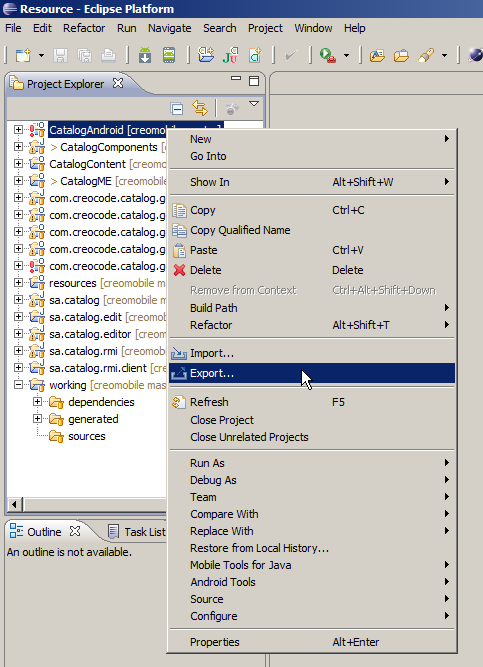 Resource - Eclipse Platform
File Edit Refactor Run Navigate Search Project Window Help
Project Explorer
CatalogAndroid [creomobile
> CatalogComponens [c
CatalogContent [creomo
> CatalogME [creomobile
com.creocode.catalog.g
com.creocode.catalog.g
com.creocode.catalog.g
com.creocode.catalog.g
com.creocode.catalog.g
resources [creomobile m
sa.catalog [creomobile m
sa.catalog.edit [creomob
sa.catalog.editor [creom
sa.catalog.rmi [creomob
sa.catalog.rmi.client [cre
working [creomobile mas
dependencies
generated
sources
Outline Task List
An outline is not available.
New
Go Into
Show In Alt+Shift+W
Copy Ctrl+C
Copy Qualified Name
Paste Ctrl+V
Delete Delete
Remove from Context Ctrl+Alt+Shift+Down
Build Path
Refactor Alt+Shift+T
Import...
Export...
Refresh F5
Close Project
Close Unrelated Projects
Run As
Debug As
Team
Compare With
Replace With
Restore from Local History...
Mobile Tools for Java
Android Tools
Source
Configure
Properties Alt+Enter